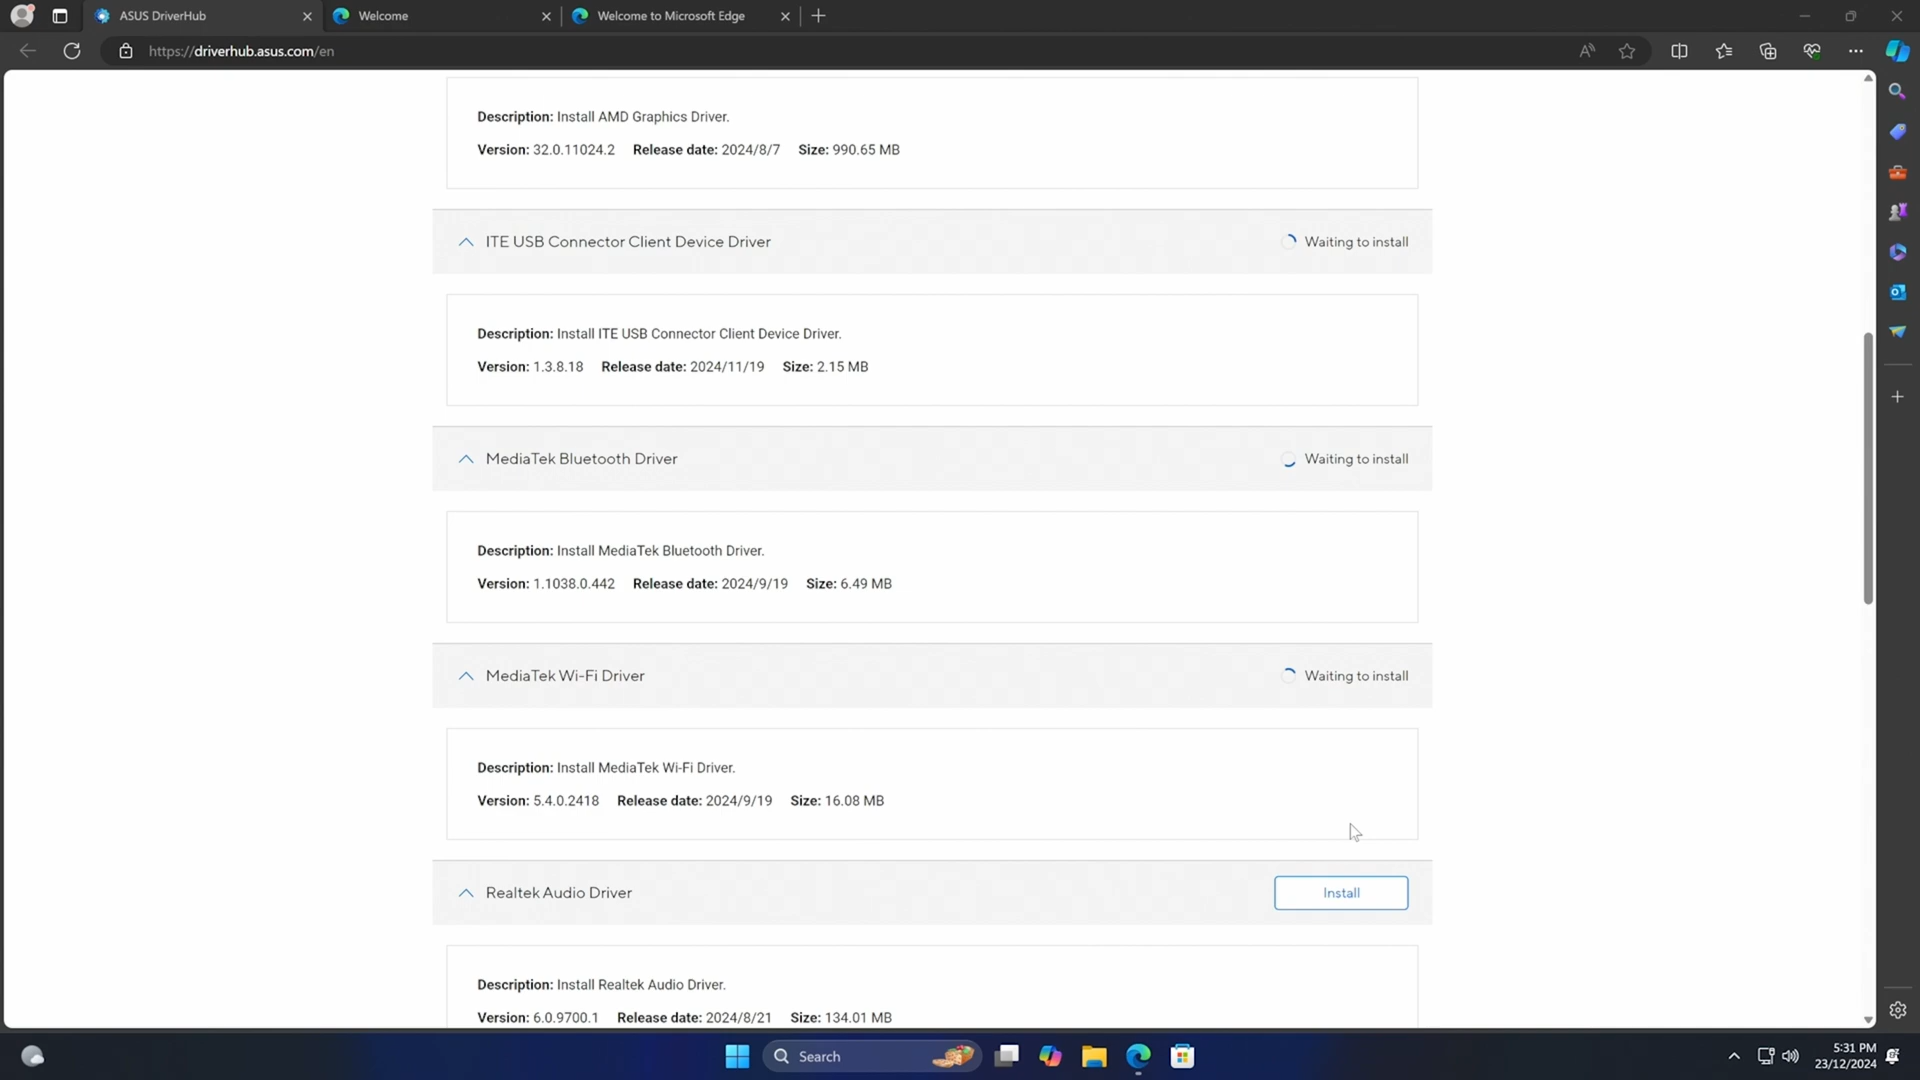 ASUS DriverHub
Welcome
Welcome to Microsoft Edge
https://driverhub.asus.com/en
Description: Install AMD Graphics Driver.
Version: 32.0.11024.2 Release date: 2024/8/7 Size: 990.65 MB
ITE USB Connector Client Device Driver
Waiting to install
Description: Install ITE USB Connector Client Device Driver.
Version: 1.3.8.18 Release date: 2024/11/19 Size: 2.15 MB
MediaTek Bluetooth Driver
Waiting to install
Description: Install MediaTek Bluetooth Driver.
Version: 1.1038.0.442 Release date: 2024/9/19 Size: 6.49 MB
MediaTek Wi-Fi Driver
Waiting to install
Description: Install MediaTek Wi-Fi Driver.
Version: 5.4.0.2418 Release date: 2024/9/19 Size: 16.08 MB
Realtek Audio Driver
Install
Description: Install Realtek Audio Driver.
Version: 6.0.9700.1 Release date: 2024/8/21 Size: 134.01 MB
Search
5:31 PM
23/12/2024